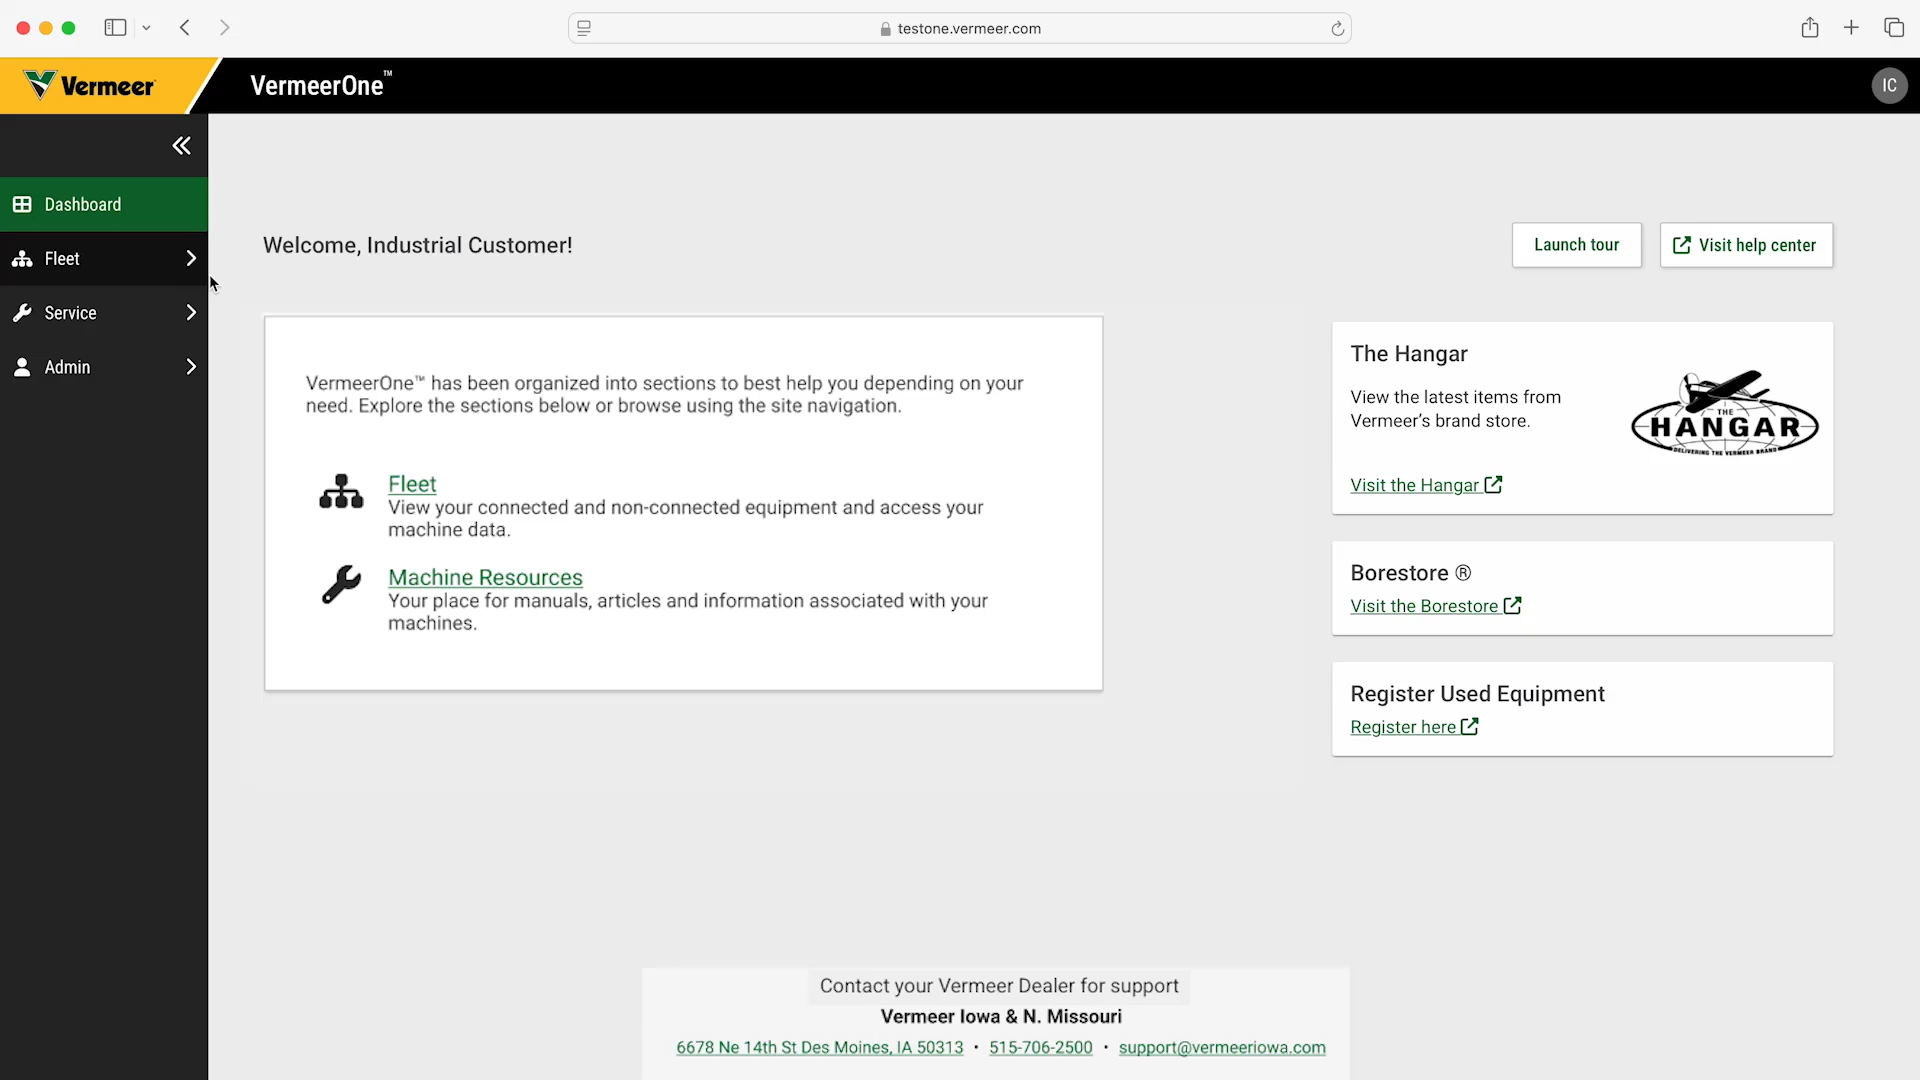 testone.vermeer.com
Vermeer
VermeerOne™
IC
Dashboard
Fleet
Service
Admin
Welcome, Industrial Customer!
Launch tour
Visit help center
VermeerOne™ has been organized into sections to best help you depending on your
need. Explore the sections below or browse using the site navigation.
Fleet
View your connected and non-connected equipment and access your
machine data.
Machine Resources
Your place for manuals, articles and information associated with your
machines.
The Hangar
View the latest items from
Vermeer's brand store.
THE
HANGAR
DELIVERING THE VERMEER BRAND
Visit the Hangar
Borestore ®
Visit the Borestore
Register Used Equipment
Register here
Contact your Vermeer Dealer for support
Vermeer Iowa & N. Missouri
6678 Ne 14th St Des Moines, IA 50313 • 515-706-2500 • support@vermeeriowa.com